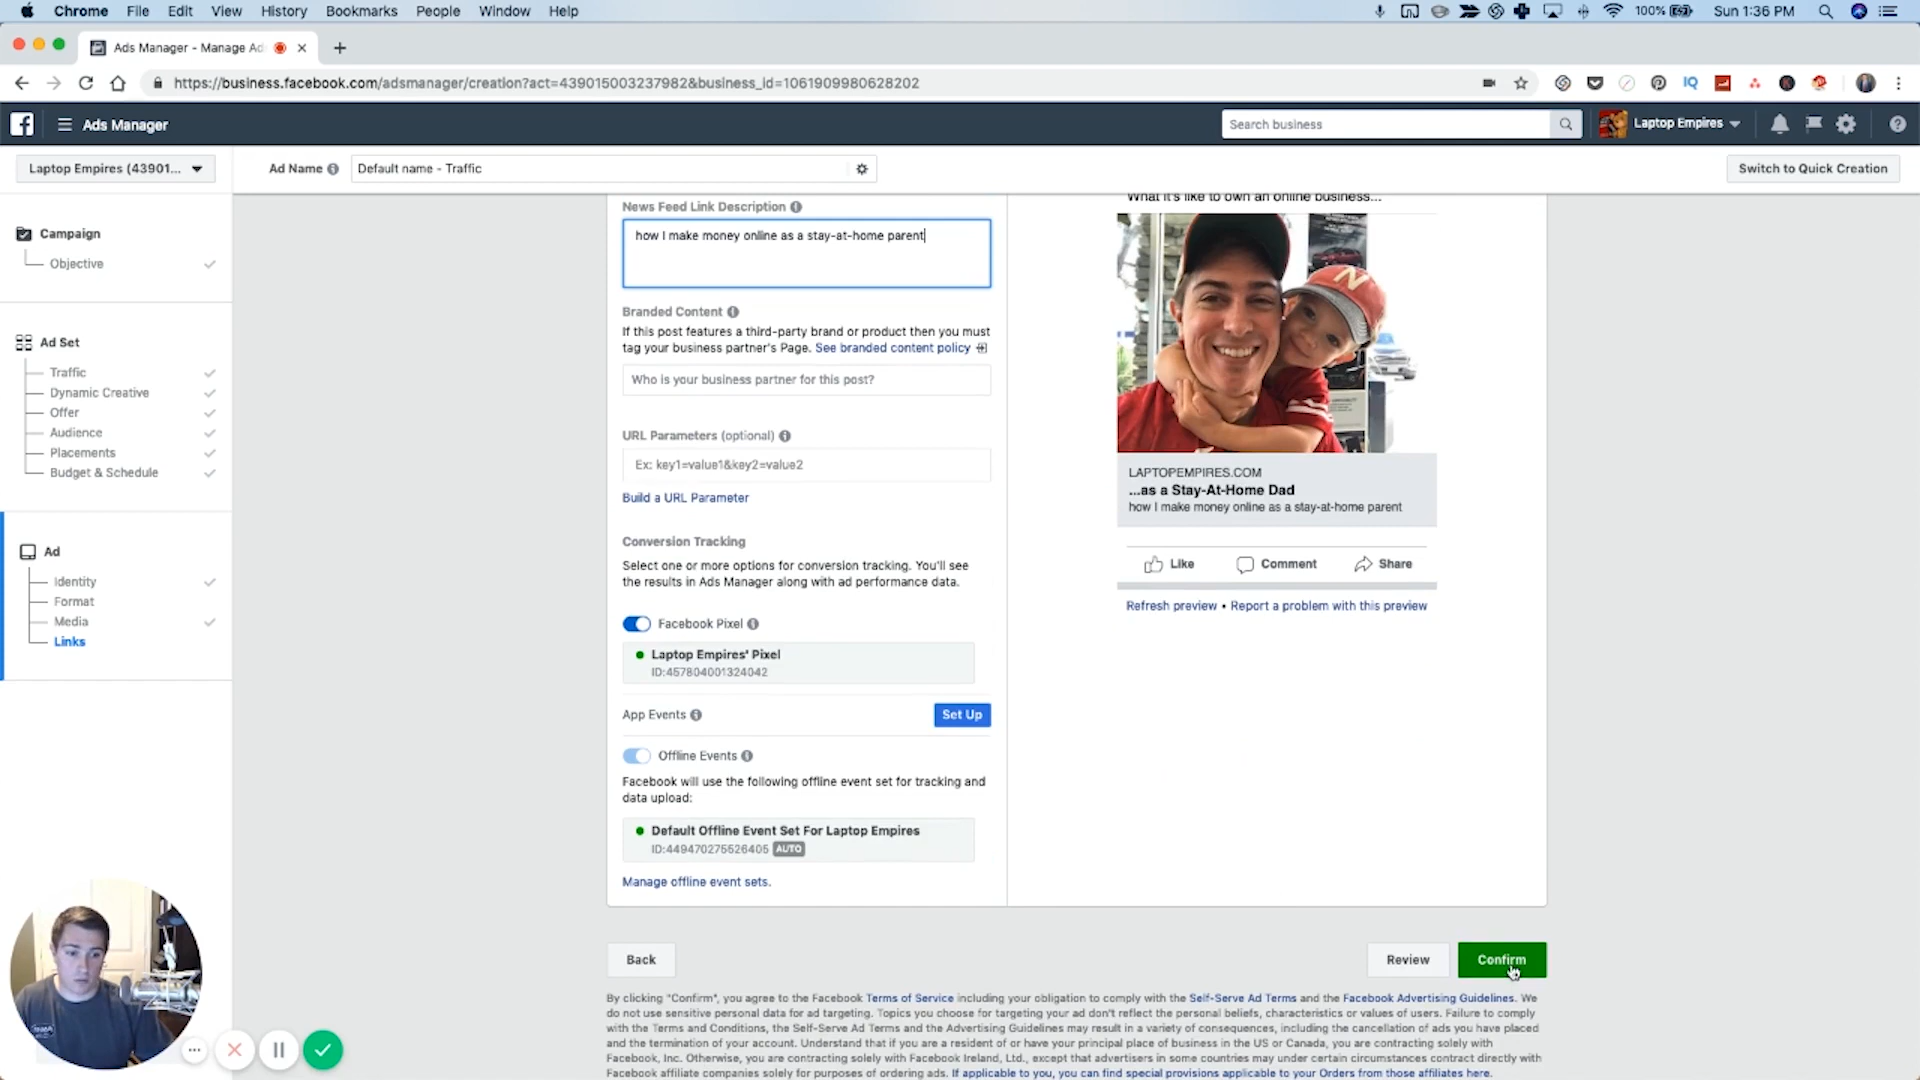 Chrome File Edit View History Bookmarks People Window Help
100% Sun 1:36 PM
Ads Manager - Manage Ad
https://business.facebook.com/adsmanager/creation?act=439015003237982&business_id=1061909980628202
Ads Manager
Search business
Laptop Empires
Laptop Empires (43901...
Ad Name
Default name - Traffic
Switch to Quick Creation
Campaign
Objective
Ad Set
Traffic
Dynamic Creative
Offer
Audience
Placements
Budget & Schedule
Ad
Identity
Format
Media
Links
News Feed Link Description
how I make money online as a stay-at-home parent
Branded Content
If this post features a third-party brand or product then you must
tag your business partner's Page. See branded content policy
Who is your business partner for this post?
URL Parameters (optional)
Ex: key1=value1&key2=value2
Build a URL Parameter
Conversion Tracking
Select one or more options for conversion tracking. You'll see
the results in Ads Manager along with ad performance data.
Facebook Pixel
Laptop Empires' Pixel
ID:457804001324042
App Events
Set Up
Offline Events
Facebook will use the following offline event set for tracking and
data upload:
Default Offline Event Set For Laptop Empires
ID:449470275526405 AUTO
Manage offline event sets.
What it's like to own an online business...
N
LAPTOPEMPIRES.COM
...as a Stay-At-Home Dad
how I make money online as a stay-at-home parent
Like Comment Share
Refresh preview • Report a problem with this preview
Back
Review
Confirm
By clicking "Confirm", you agree to the Facebook Terms of Service including your obligation to comply with the Self-Serve Ad Terms and the Facebook Advertising Guidelines. We
do not use sensitive personal data for ad targeting. Topics you choose for targeting your ad don't reflect the personal beliefs, characteristics or values of users. Failure to comply
with the Terms and Conditions, the Self-Serve Ad Terms and the Advertising Guidelines may result in a variety of consequences, including the cancellation of ads you have placed
and the termination of your account. Understand that if you are a resident of or have your principal place of business in the US or Canada, you are contracting solely with
Facebook, Inc. Otherwise, you are contracting solely with Facebook Ireland, Ltd., except that advertisers in some countries may under certain circumstances contract directly with
Facebook affiliate companies solely for purposes of ordering ads. If applicable to you, you can find special provisions applicable to your Orders from those affiliates here.